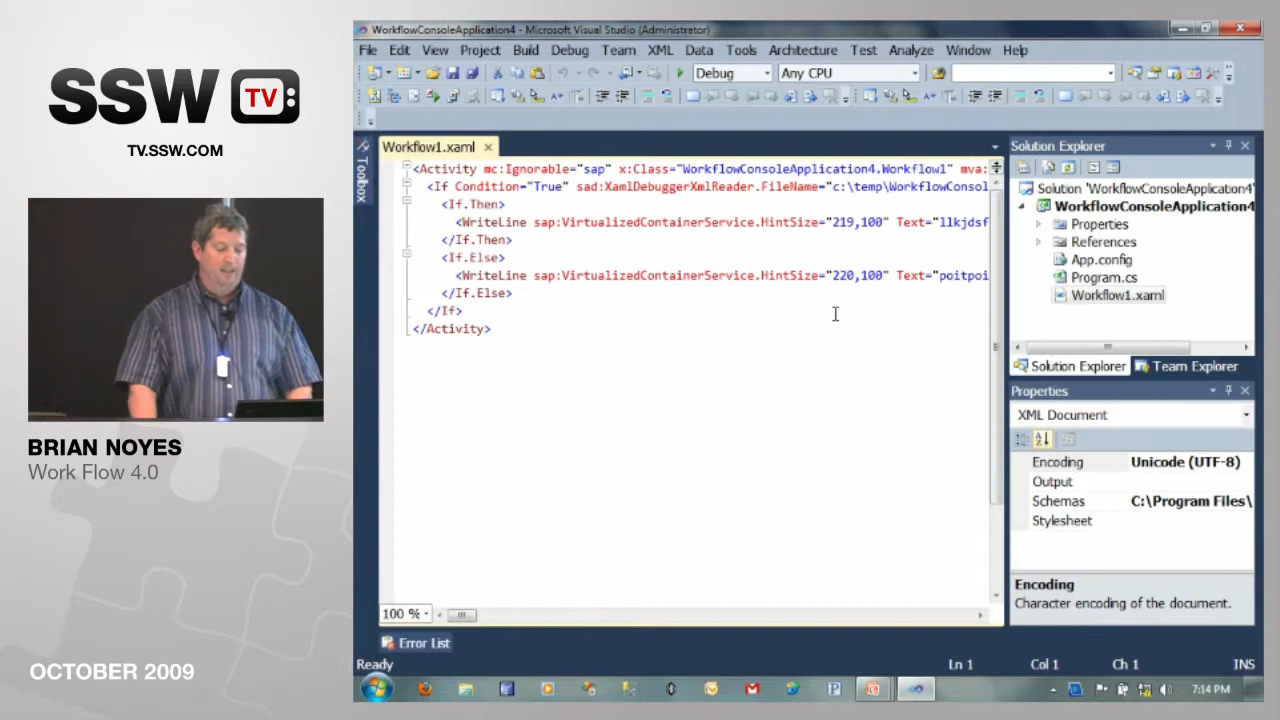 SSW TV:
TV.SSW.COM
BRIAN NOYES
Work Flow 4.0
OCTOBER 2009
WorkflowConsoleApplication4 - Microsoft Visual Studio (Administrator)
File Edit View Project Build Debug Team XML Data Tools Architecture Test Analyze Window Help
Debug Any CPU
Toolbox
Workflow1.xaml
<Activity mc:Ignorable="sap" x:Class="WorkflowConsoleApplication4.Workflow1" mva:
<If Condition="True" sad:XamlDebuggerXmlReader.FileName="c:\temp\WorkflowConsol
<If.Then>
<WriteLine sap:VirtualizedContainerService.HintSize="219,100" Text="llkjdsf
</If.Then>
<If.Else>
<WriteLine sap:VirtualizedContainerService.HintSize="220,100" Text="poitpoi
</If.Else>
</If>
</Activity>
100 %
Error List
Ready Ln 1 Col 1 Ch 1 INS
Solution Explorer
Solution 'WorkflowConsoleApplication4'
WorkflowConsoleApplication4
Properties
References
App.config
Program.cs
Workflow1.xaml
Solution Explorer Team Explorer
Properties
XML Document
Encoding Unicode (UTF-8)
Output
Schemas C:\Program Files\
Stylesheet
Encoding
Character encoding of the document.
7:14 PM